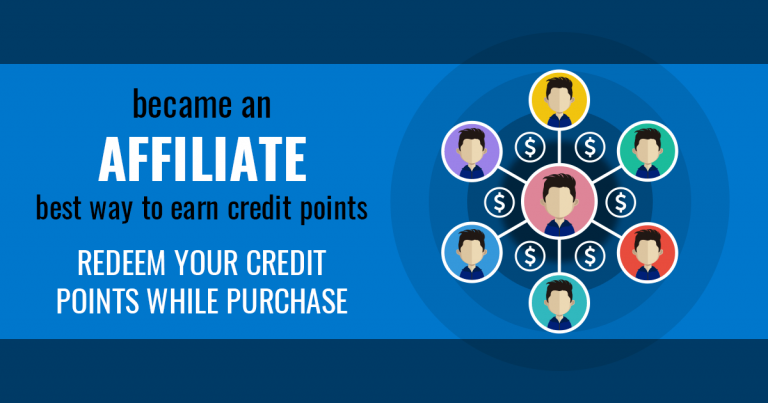 became an
AFFILIATE
best way to earn credit points
REDEEM YOUR CREDIT
POINTS WHILE PURCHASE
$ $
$ $
$ $